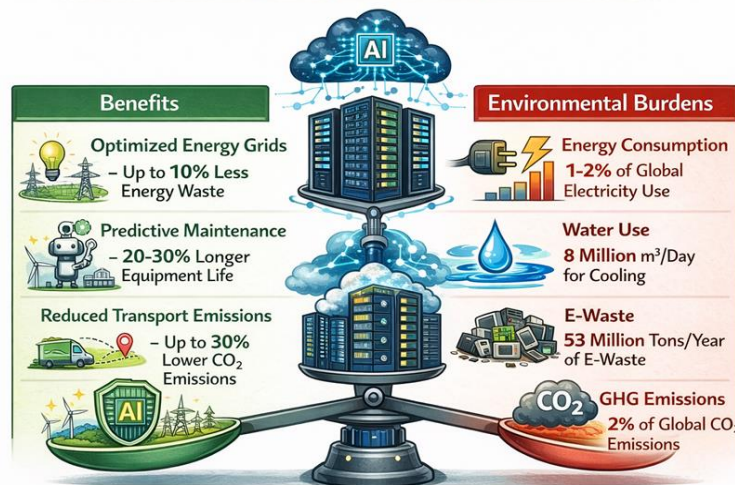 AI
Benefits
Optimized Energy Grids
– Up to 10% Less
Energy Waste
Predictive Maintenance
– 20-30% Longer
Equipment Life
Reduced Transport Emissions
– Up to 30%
Lower CO₂
Emissions
AI
Environmental Burdens
Energy Consumption
1-2% of Global
Electricity Use
Water Use
8 Million m³/Day
for Cooling
E-Waste
53 Million Tons/Year
of E-Waste
CO₂
GHG Emissions
2% of Global CO₂
Emissions